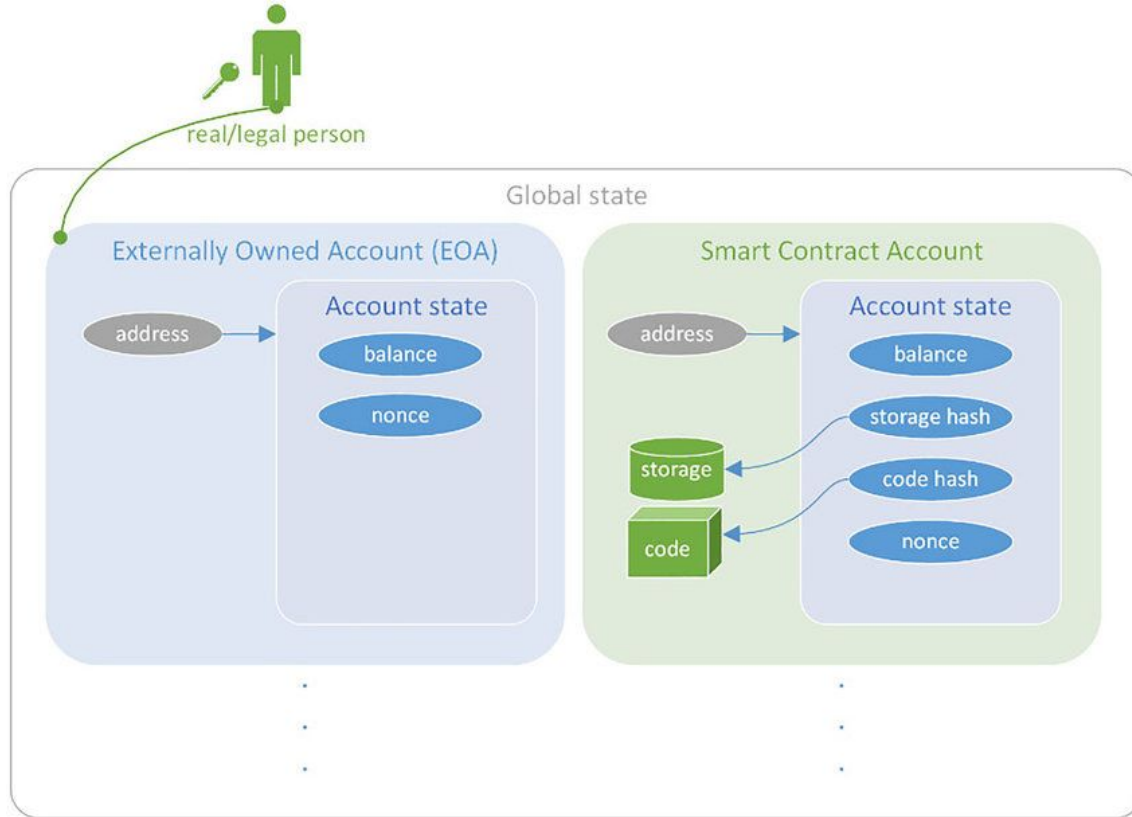 real/legal person
Global state
Externally Owned Account (EOA)
address
Account state
balance
nonce
Smart Contract Account
address
Account state
balance
storage hash
code hash
nonce
storage
code